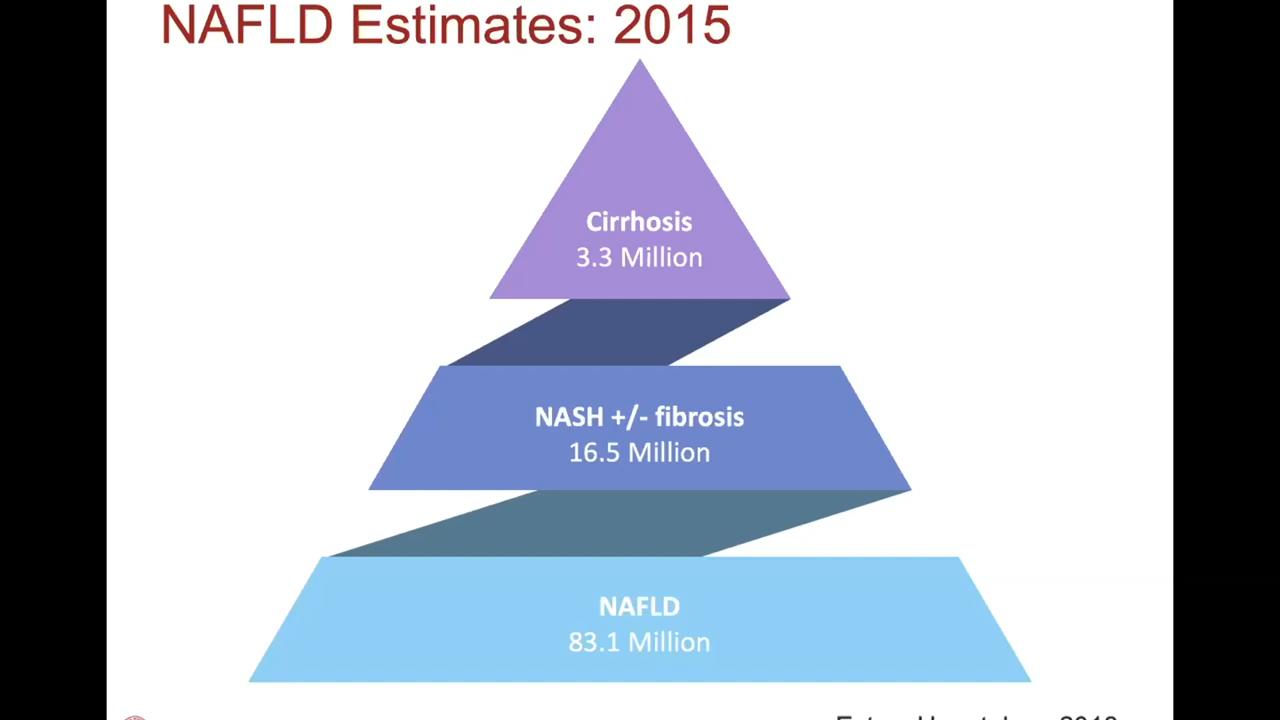 NAFLD Estimates: 2015
Cirrhosis
3.3 Million
NASH +/- fibrosis
16.5 Million
NAFLD
83.1 Million